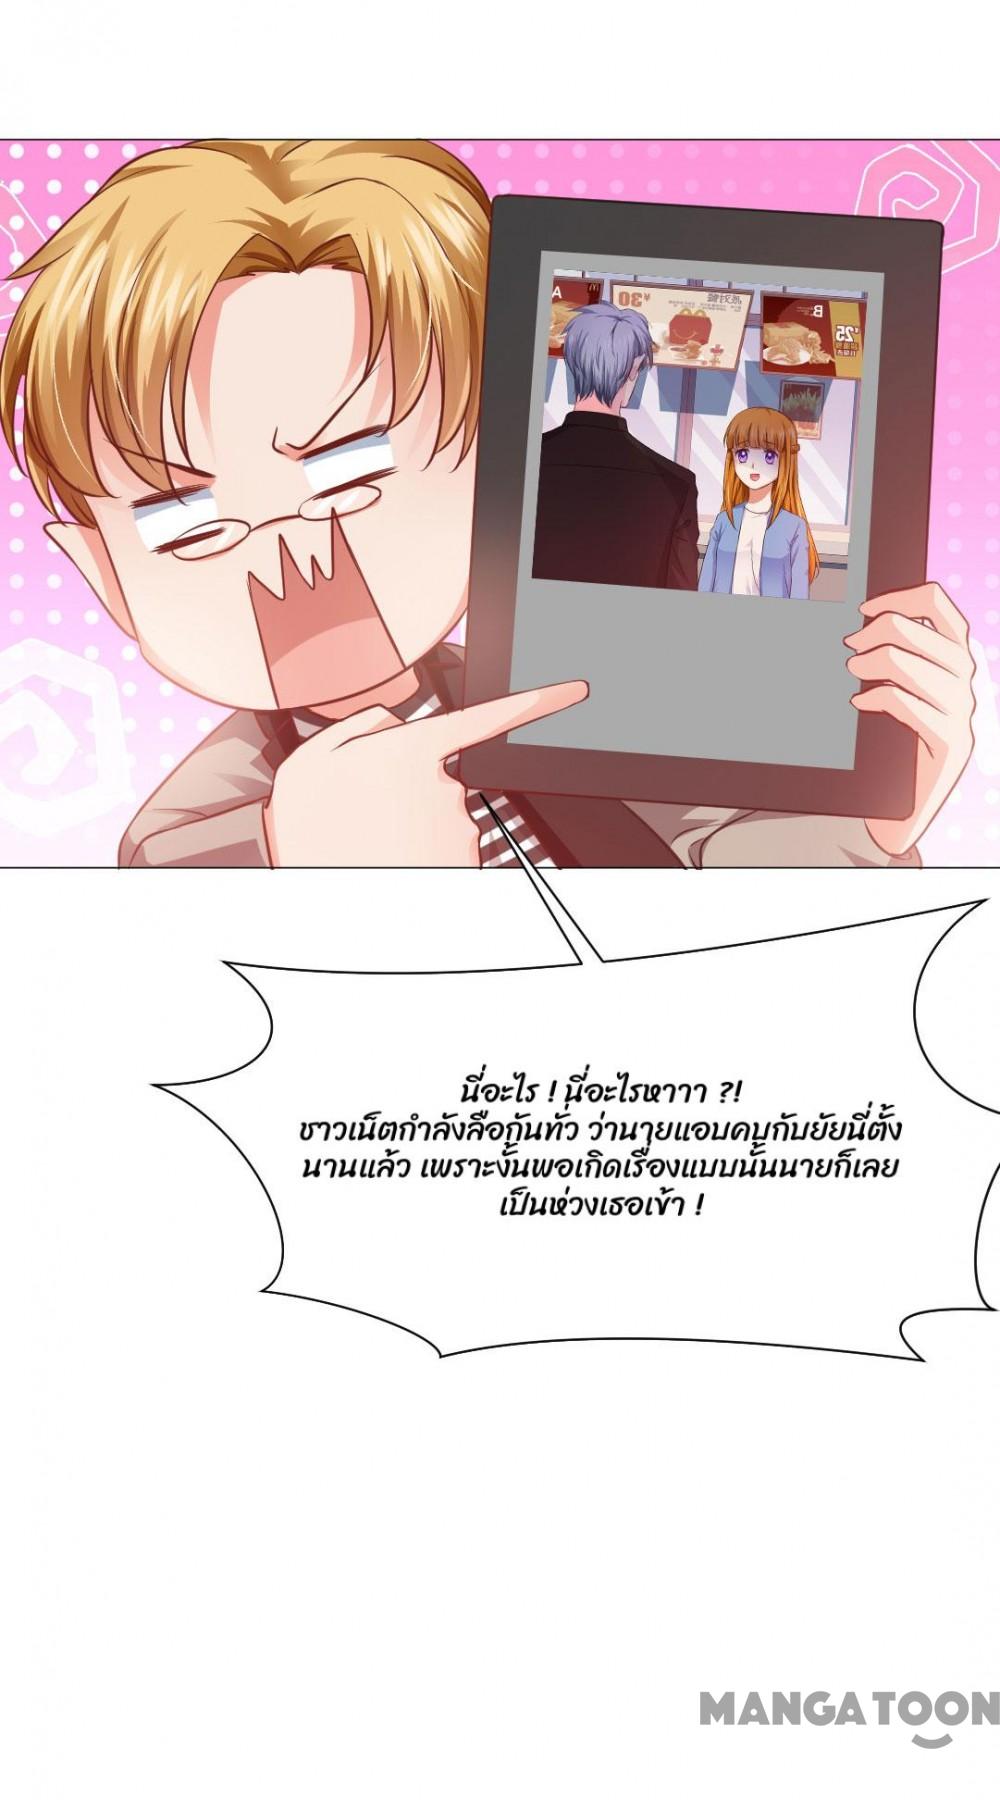 A
¥30
B
'25
นี่อะไร ! นี่อะไรหาาา ?!
ชาวเน็ตกำลังลือกันทั่ว ว่านายแอบคบกับยัยนี่ตั้ง
นานแล้ว เพราะงั้นพอเกิดเรื่องแบบนั้นนายก็เลย
เป็นห่วงเธอเข้า !
MANGATOON